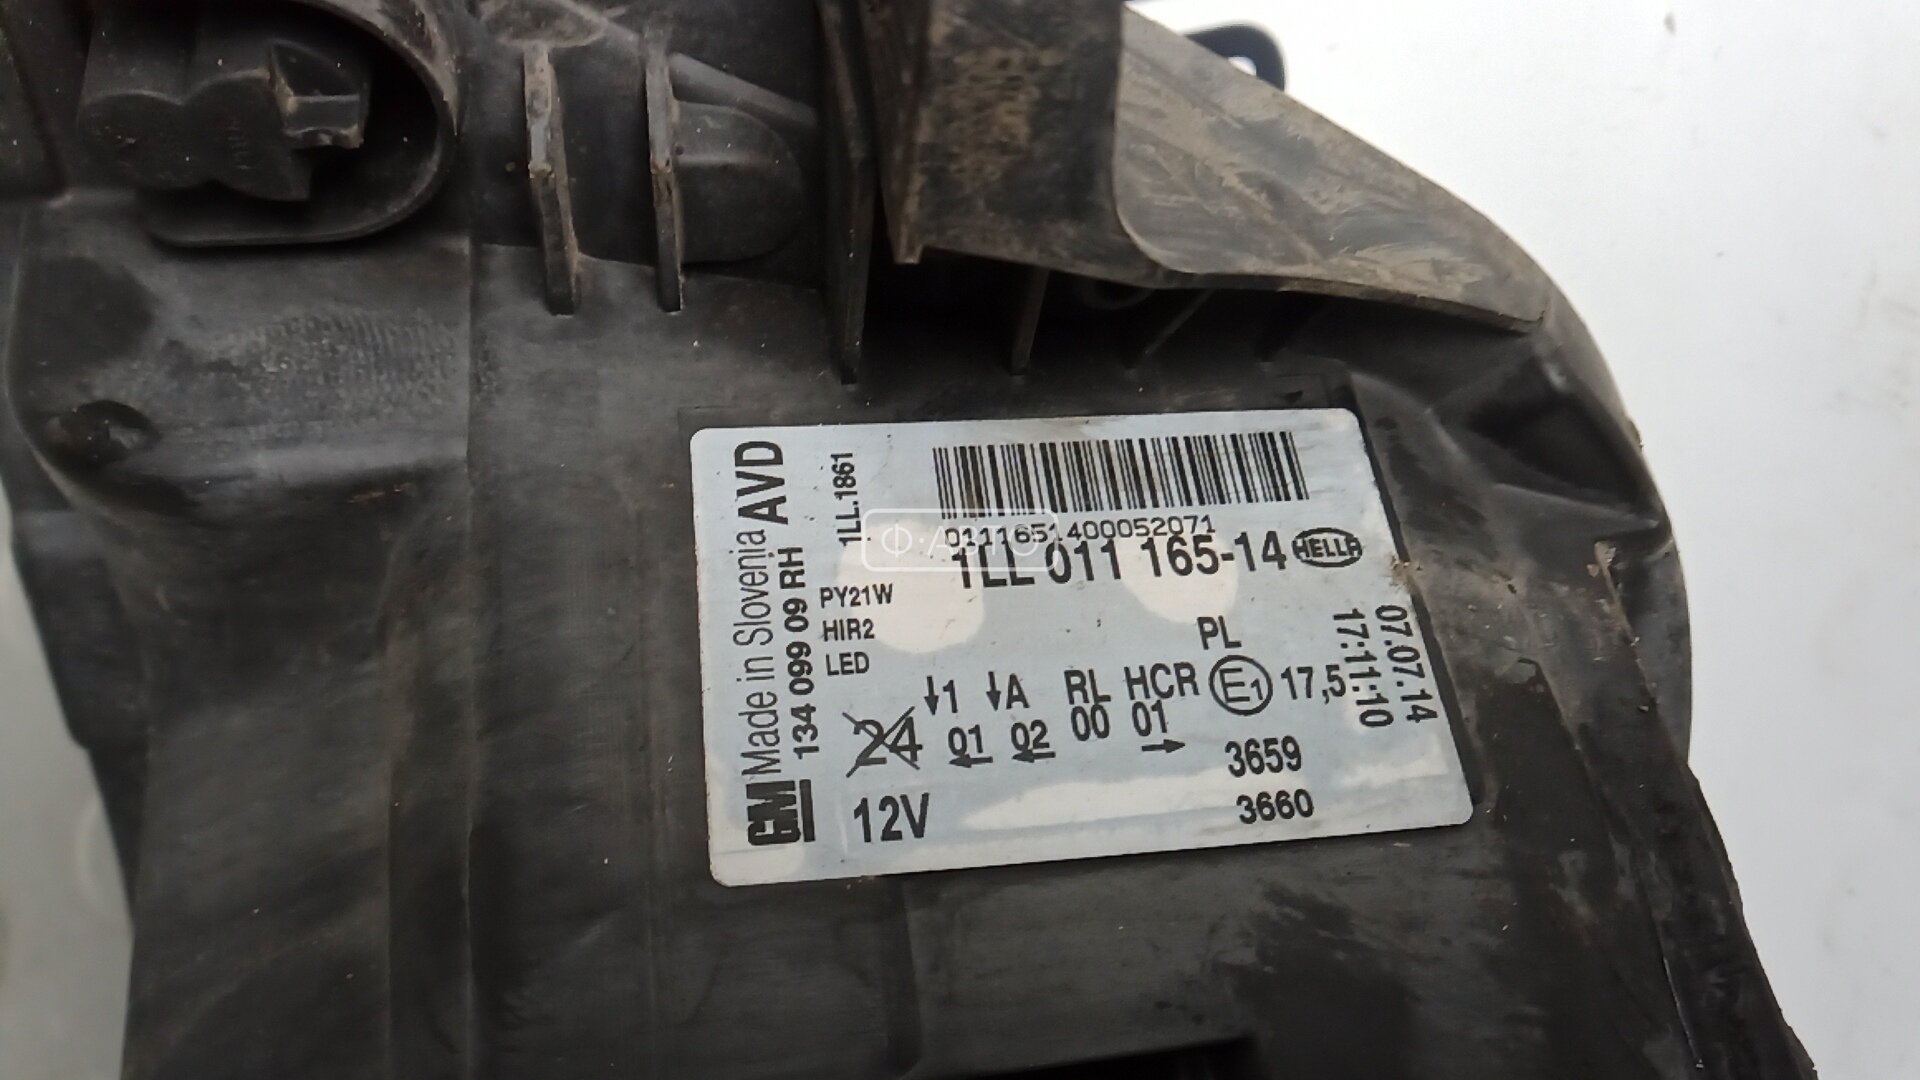 GM Made in Slovenia AVD
134 099 09 RH
1LL.1861
0111651400052071
Ф·АВТО
1LL 011 165-14 HELLA
PY21W
HIR2
LED
PL
1 A RL HCR E1 17,5
24 01 02 00 01
12V
3659
3660
17:11:10
07.07.14